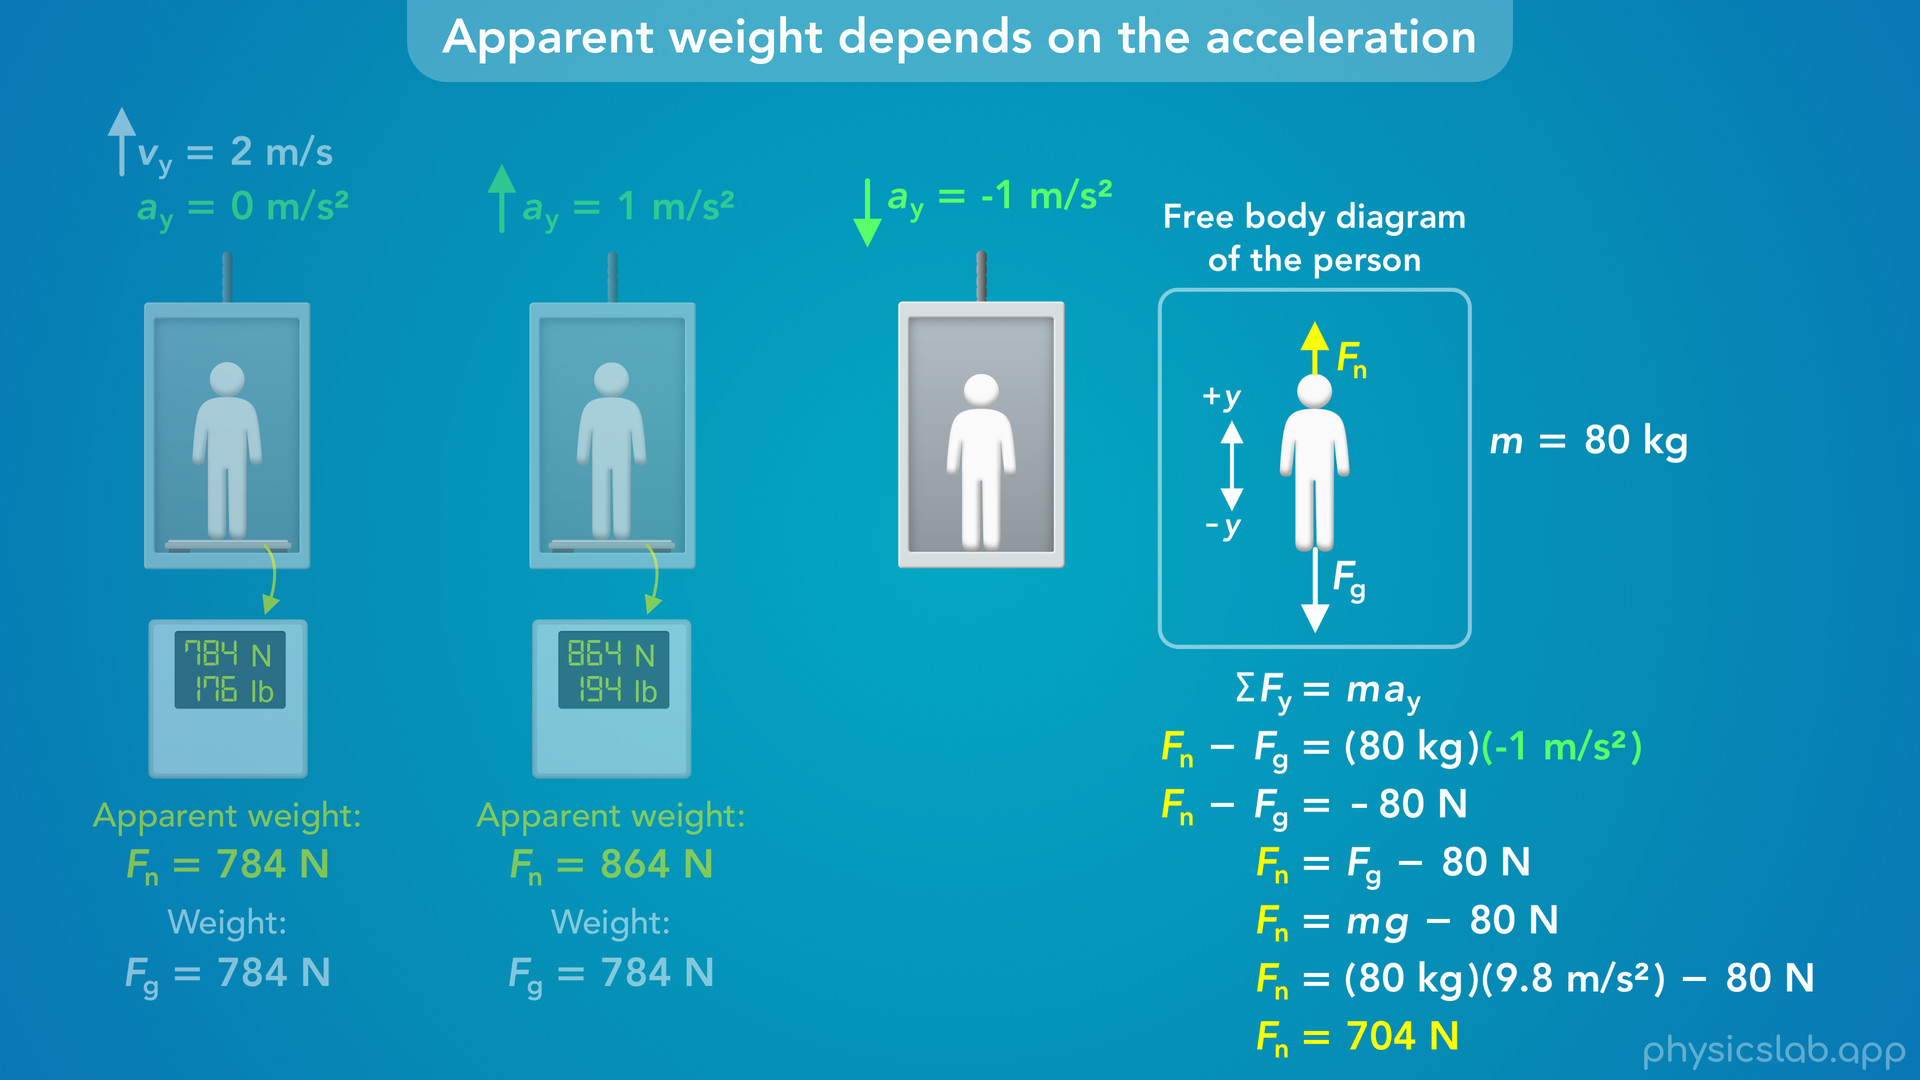 Apparent weight depends on the acceleration
vy = 2 m/s
ay = 0 m/s²
ay = 1 m/s²
ay = -1 m/s²
Free body diagram
of the person
Fn
+y
-y
Fg
m = 80 kg
784 N
176 lb
864 N
194 lb
Apparent weight:
Fn = 784 N
Weight:
Fg = 784 N
Apparent weight:
Fn = 864 N
Weight:
Fg = 784 N
ΣFy = may
Fn − Fg = (80 kg)(-1 m/s²)
Fn − Fg = -80 N
Fn = Fg − 80 N
Fn = mg − 80 N
Fn = (80 kg)(9.8 m/s²) − 80 N
Fn = 704 N
physicslab.app